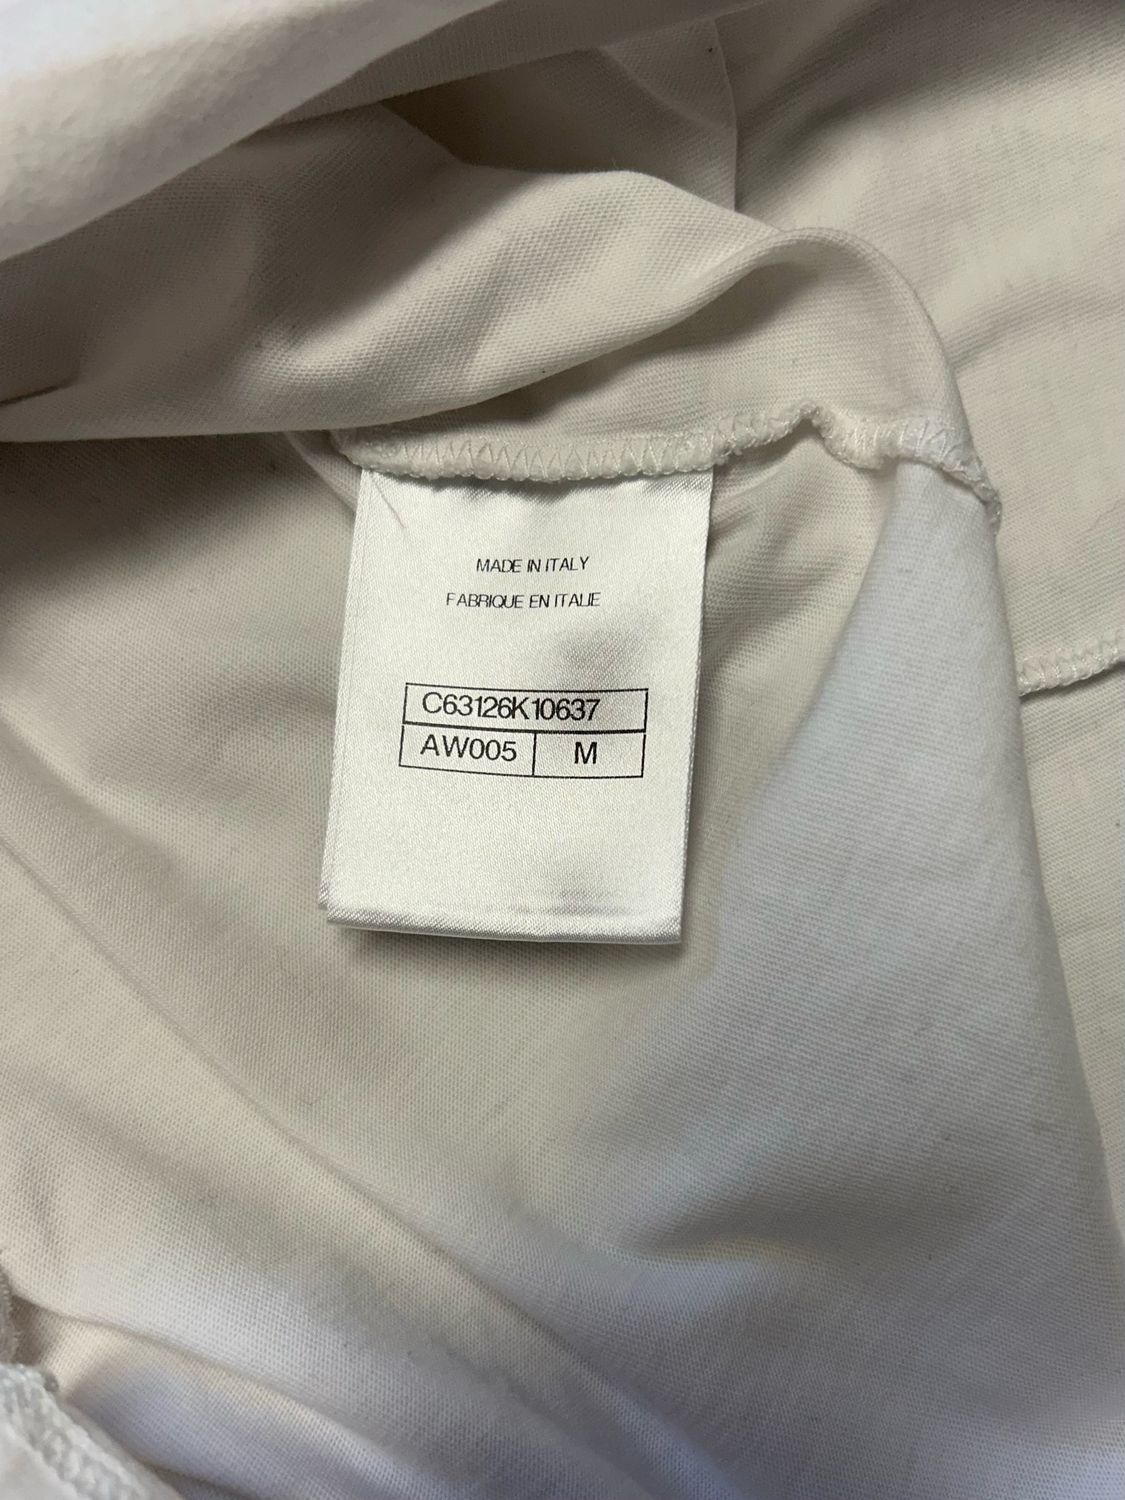 MADE IN ITALY
FABRIQUE EN ITALIE
C63126K10637
AW005 M